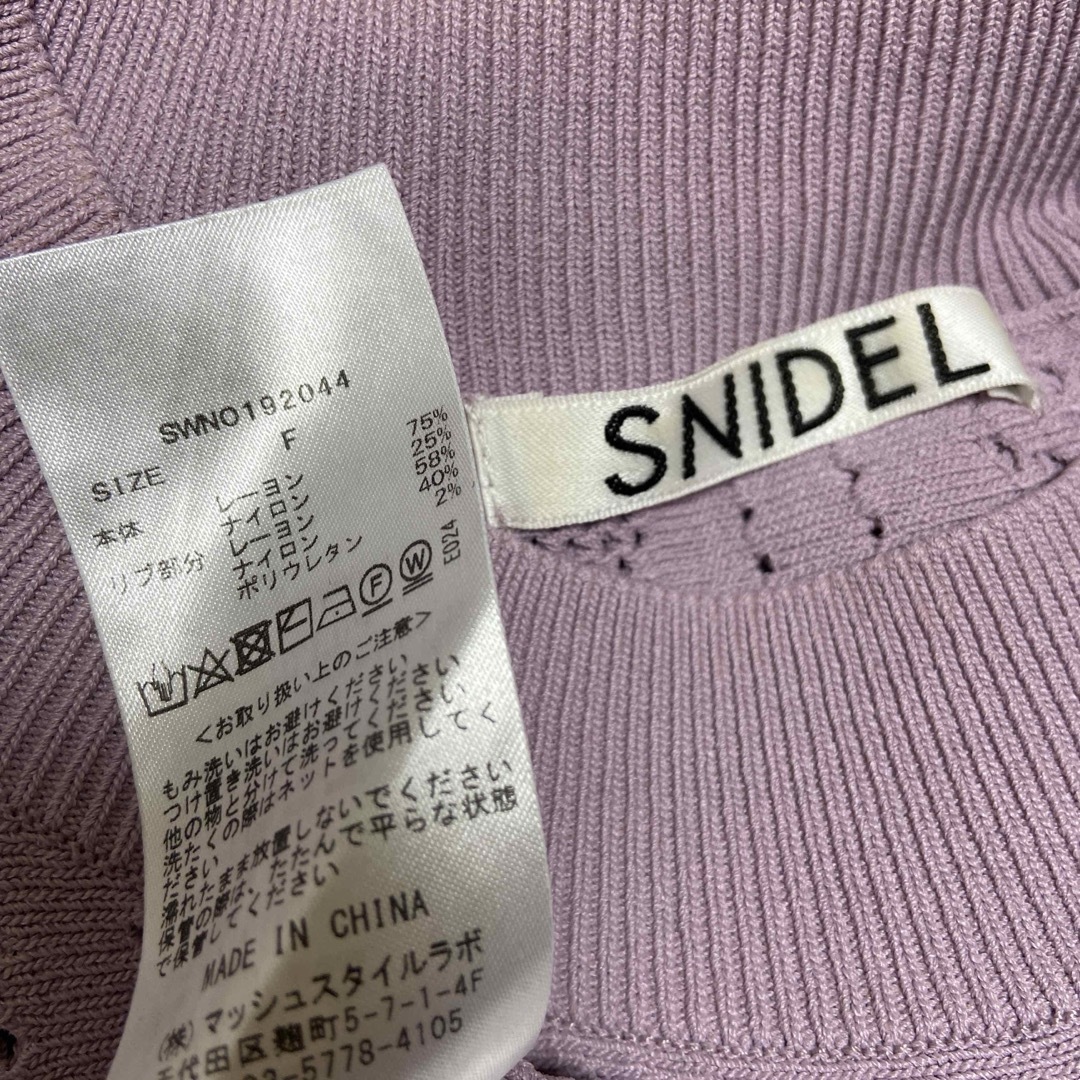 SNIDEL
SWNO192044
SIZE F
本体 レーヨン 75%
ナイロン 25%
リブ部分 レーヨン 58%
ナイロン 40%
ポリウレタン 2%
E02A
F W
<お取り扱い上のご注意>
もみ洗いはお避けください
つけ置き洗いはお避けください
他の物と分けて洗ってください
洗たくの際はネットを使用してく
ださい
濡れたまま放置しないでください
保管の際は、たたんで平らな状態
で保管してください
MADE IN CHINA
(株)マッシュスタイルラボ
代田区麹町5-7-1-4F
3-5778-4105